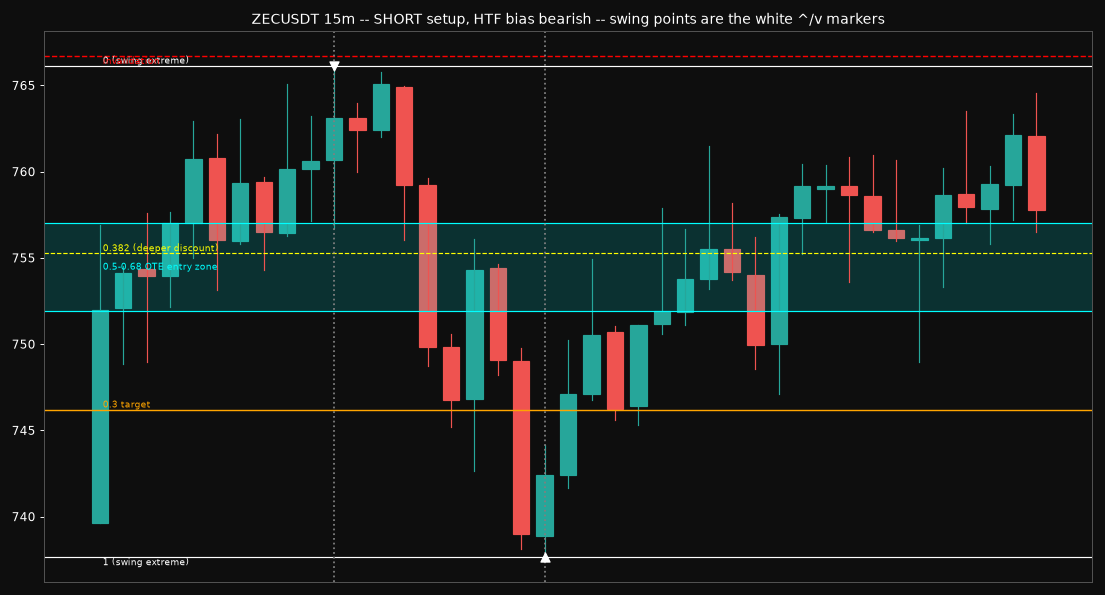 ZECUSDT 15m -- SHORT setup, HTF bias bearish -- swing points are the white ^/v markers
0 (swing extreme)
765
760
0.382 (deeper discount)
755
0.5-0.68 OTE entry zone
750
0.3 target
745
740
1 (swing extreme)